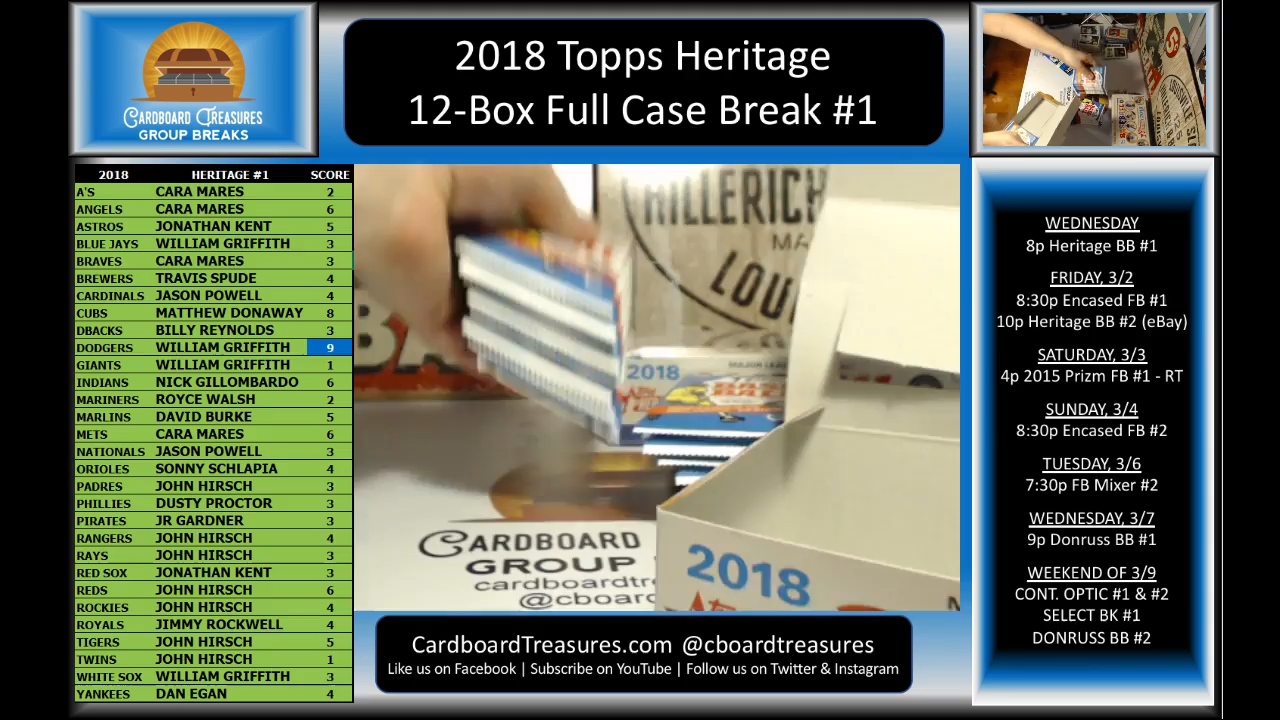 CARDBOARD TREASURES
GROUP BREAKS
2018 Topps Heritage
12-Box Full Case Break #1
2018 HERITAGE #1 SCORE
A'S CARA MARES 2
ANGELS CARA MARES 6
ASTROS JONATHAN KENT 5
BLUE JAYS WILLIAM GRIFFITH 3
BRAVES CARA MARES 3
BREWERS TRAVIS SPUDE 4
CARDINALS JASON POWELL 4
CUBS MATTHEW DONAWAY 8
DBACKS BILLY REYNOLDS 3
DODGERS WILLIAM GRIFFITH 9
GIANTS WILLIAM GRIFFITH 1
INDIANS NICK GILLOMBARDO 6
MARINERS ROYCE WALSH 2
MARLINS DAVID BURKE 5
METS CARA MARES 6
NATIONALS JASON POWELL 3
ORIOLES SONNY SCHLAPIA 4
PADRES JOHN HIRSCH 3
PHILLIES DUSTY PROCTOR 3
PIRATES JR GARDNER 3
RANGERS JOHN HIRSCH 4
RAYS JOHN HIRSCH 3
RED SOX JONATHAN KENT 3
REDS JOHN HIRSCH 6
ROCKIES JOHN HIRSCH 4
ROYALS JIMMY ROCKWELL 4
TIGERS JOHN HIRSCH 5
TWINS JOHN HIRSCH 1
WHITE SOX WILLIAM GRIFFITH 3
YANKEES DAN EGAN 4
HILLERICH
MA
LOU
2018
MAJOR LEA
CARDBOARD
GROUP
cardboardtr
@cboar
2018
CardboardTreasures.com @cboardtreasures
Like us on Facebook | Subscribe on YouTube | Follow us on Twitter & Instagram
WEDNESDAY
8p Heritage BB #1
FRIDAY, 3/2
8:30p Encased FB #1
10p Heritage BB #2 (eBay)
SATURDAY, 3/3
4p 2015 Prizm FB #1 - RT
SUNDAY, 3/4
8:30p Encased FB #2
TUESDAY, 3/6
7:30p FB Mixer #2
WEDNESDAY, 3/7
9p Donruss BB #1
WEEKEND OF 3/9
CONT. OPTIC #1 & #2
SELECT BK #1
DONRUSS BB #2